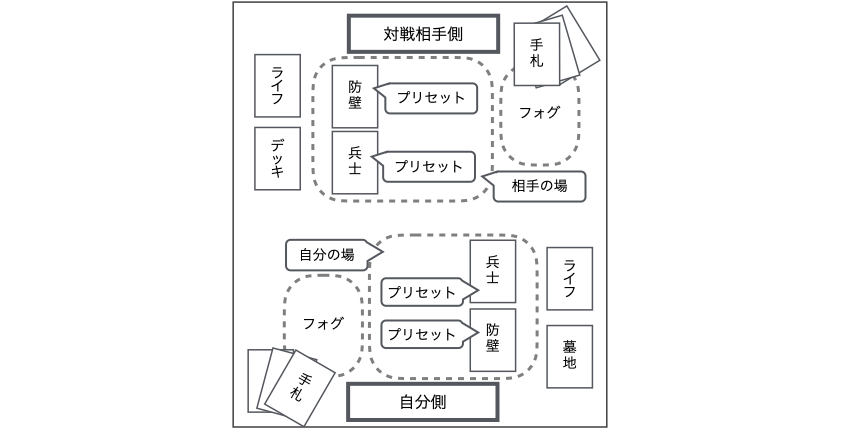 対戦相手側
手札
ライフ
防壁
プリセット
フォグ
デッキ
兵士
プリセット
相手の場
自分の場
兵士
ライフ
プリセット
フォグ
プリセット
防壁
墓地
手札
自分側